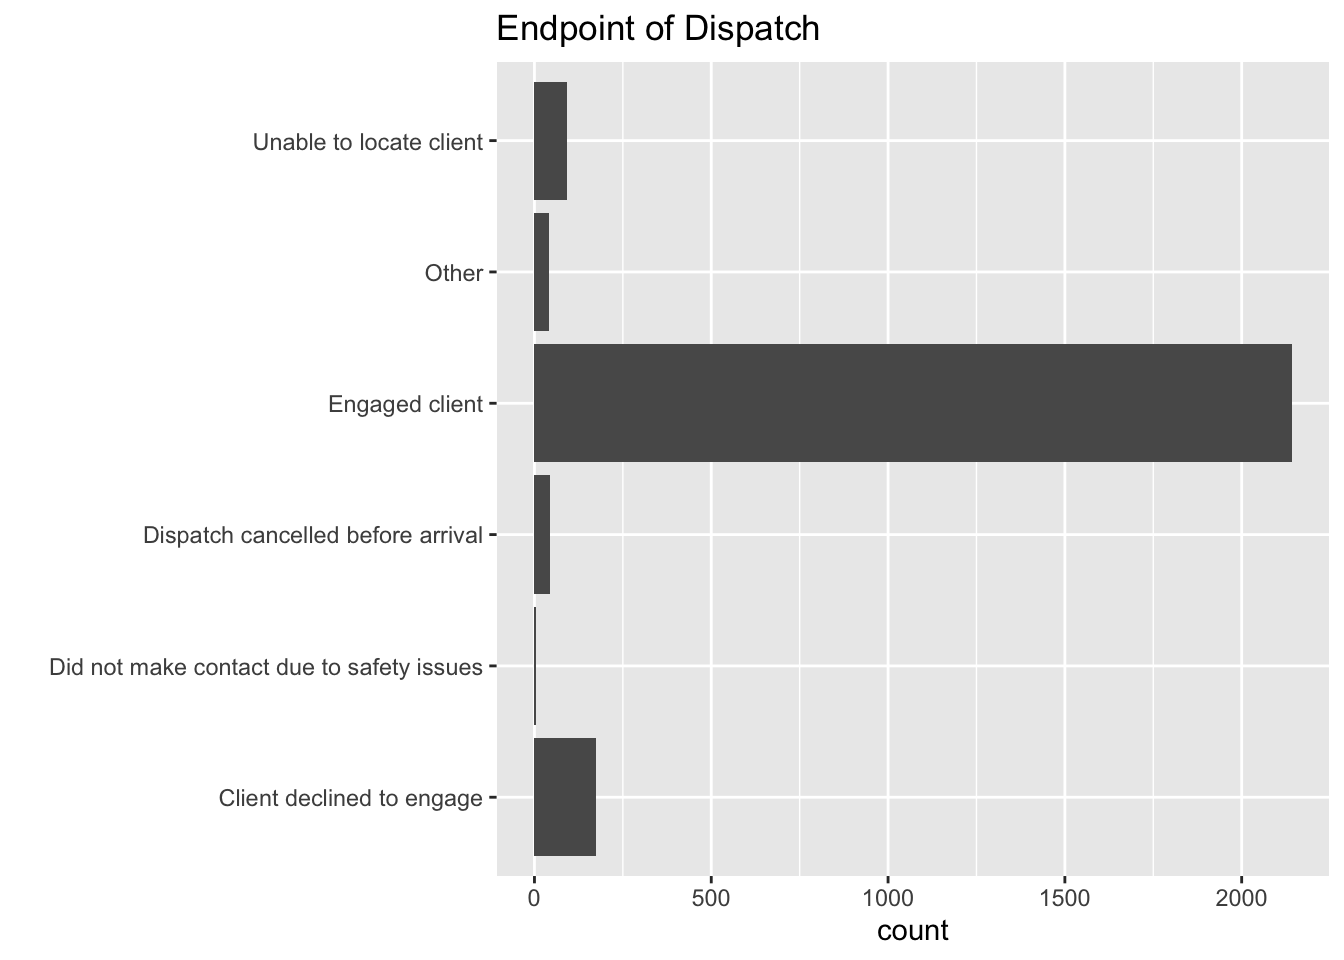 Endpoint of Dispatch
Unable to locate client
Other
Engaged client
Dispatch cancelled before arrival
Did not make contact due to safety issues
Client declined to engage
0 500 1000 1500 2000
count